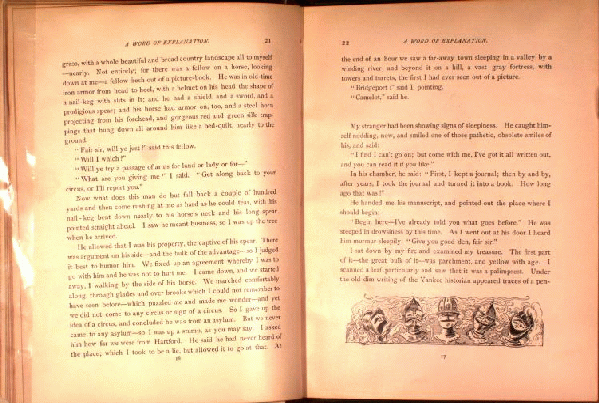 A WORD OF EXPLANATION. 21
grass, with a whole beautiful and broad country landscape all to myself
—nearly. Not entirely; for there was a fellow on a horse, looking
down at me—a fellow fresh out of a picture-book. He was in old-time
iron armor from head to heel, with a helmet on his head the shape of
a nail-keg with slits in it; and he had a shield, and a sword, and a
prodigious spear; and his horse had armor on, too, and a steel horn
projecting from his forehead, and gorgeous red and green silk trap-
pings that hung down all around him like a bed-quilt, nearly to the
ground.
"Fair sir, will ye just?" said this fellow.
"Will I which?"
"Will ye try a passage of arms for land or lady or for—"
"What are you giving me?" I said. "Get along back to your
circus, or I'll report you."
Now what does this man do but fall back a couple of hundred
yards and then come rushing at me as hard as he could tear, with his
nail-keg bent down nearly to his horse's neck and his long spear
pointed straight ahead. I saw he meant business, so I was up the tree
when he arrived.
He allowed that I was his property, the captive of his spear. There
was argument on his side—and the bulk of the advantage—so I judged
it best to humor him. We fixed up an agreement whereby I was to
go with him and he was not to hurt me. I came down, and we started
away, I walking by the side of his horse. We marched comfortably
along, through glades and over brooks which I could not remember to
have seen before—which puzzled me and made me wonder—and yet
we did not come to any circus or sign of a circus. So I gave up the
idea of a circus, and concluded he was from an asylum. But we never
came to any asylum—so I was up a stump, as you may say. I asked
him how far we were from Hartford. He said he had never heard of
the place; which I took to be a lie, but allowed it to go at that. At
22 A WORD OF EXPLANATION.
the end of an hour we saw a far-away town sleeping in a valley by a
winding river; and beyond it on a hill, a vast gray fortress, with
towers and turrets, the first I had ever seen out of a picture.
"Bridgeport?" said I, pointing.
"Camelot," said he.
My stranger had been showing signs of sleepiness. He caught him-
self nodding, now, and smiled one of those pathetic, obsolete smiles of
his, and said:
"I find I can't go on; but come with me, I've got it all written out,
and you can read it if you like."
In his chamber, he said: "First, I kept a journal; then by and by,
after years, I took the journal and turned it into a book. How long
ago that was!"
He handed me his manuscript, and pointed out the place where I
should begin:
"Begin here—I've already told you what goes before." He was
steeped in drowsiness by this time. As I went out at his door I heard
him murmur sleepily: "Give you good den, fair sir."
I sat down by my fire and examined my treasure. The first part
of it—the great bulk of it—was parchment, and yellow with age. I
scanned a leaf particularly and saw that it was a palimpsest. Under
the old dim writing of the Yankee historian appeared traces of a pen-